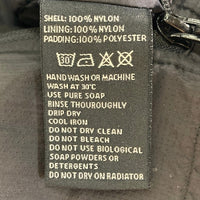 SHELL: 100% NYLON
LINING: 100% NYLON
PADDING: 100% POLYESTER
30
HAND WASH OR MACHINE
WASH AT 30°C
USE PURE SOAP
RINSE THOROUGHLY
DRIP DRY
COOL IRON
DO NOT DRY CLEAN
DO NOT BLEACH
DO NOT USE BIOLOGICAL
SOAP POWDERS OR
DETERGENTS
DO NOT DRY ON RADIATOR